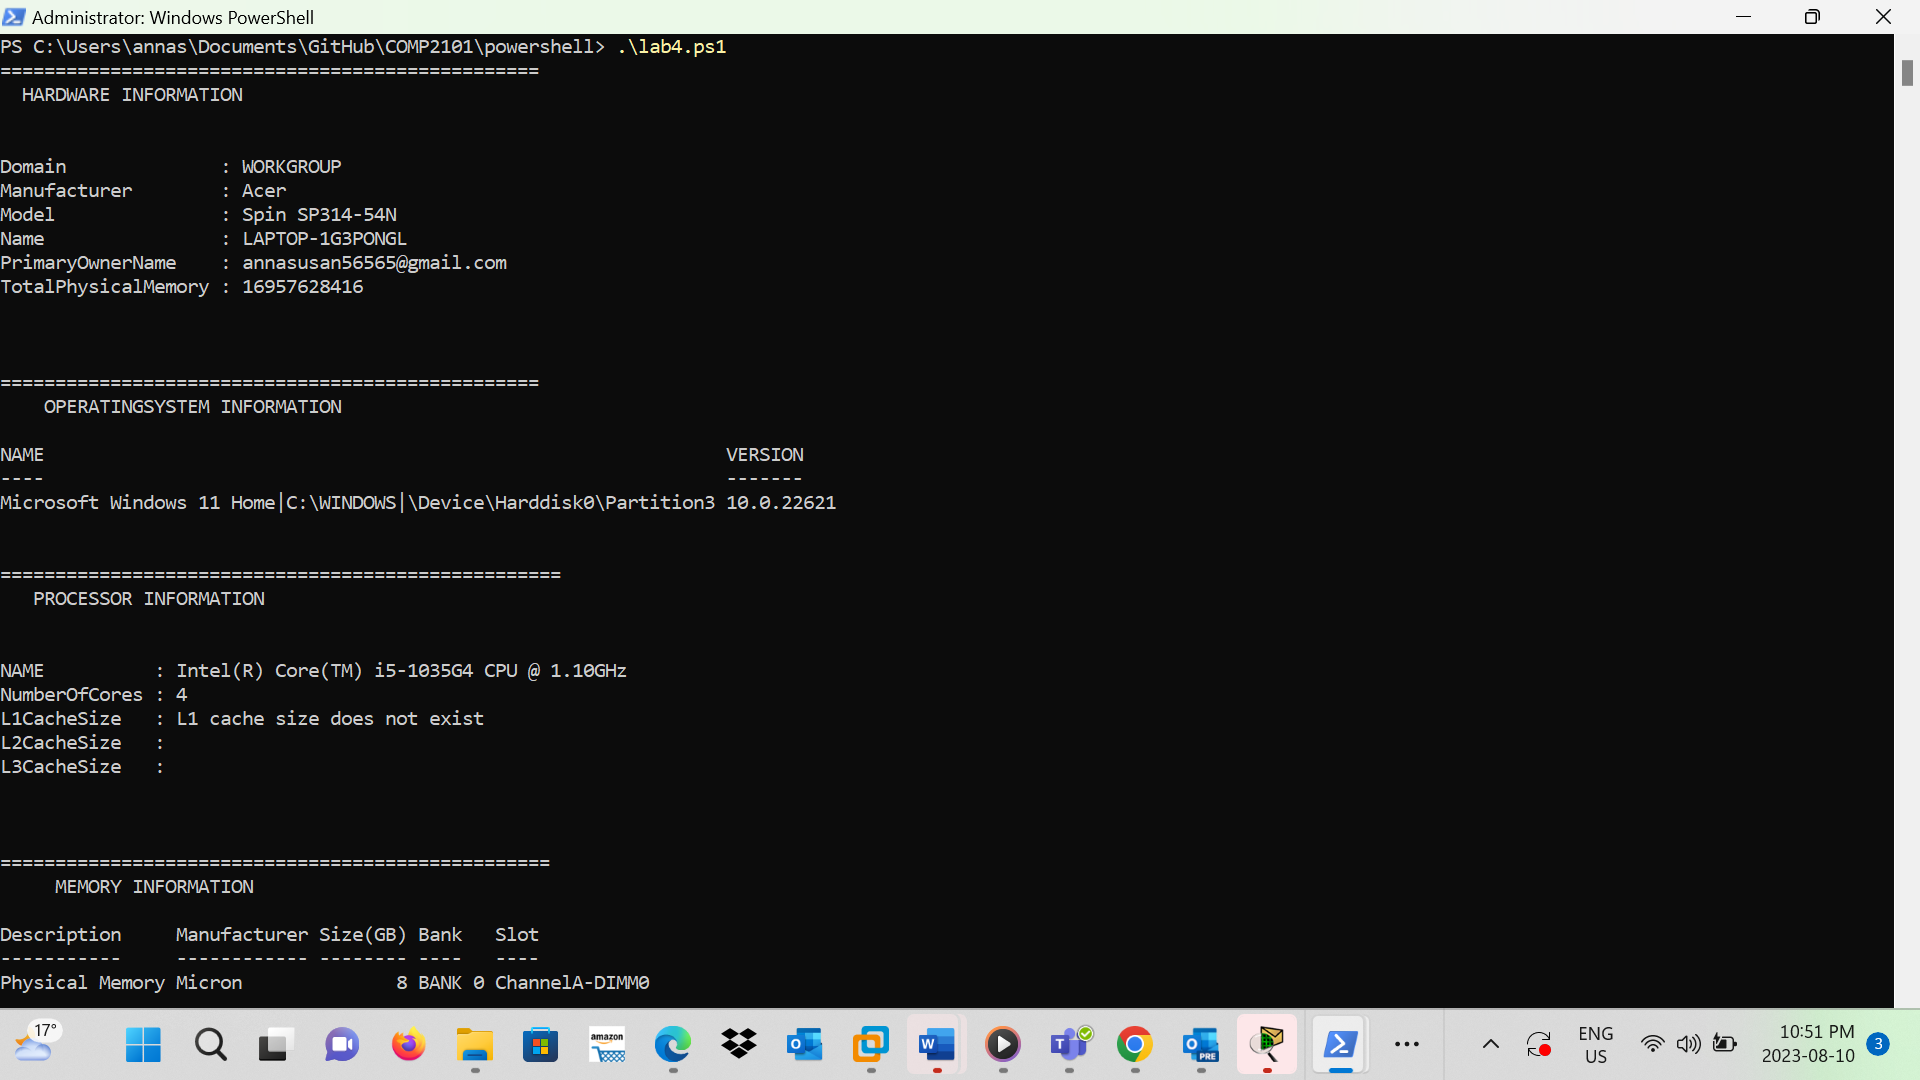 Administrator: Windows PowerShell
PS C:\Users\annas\Documents\GitHub\COMP2101\powershell> .\lab4.ps1
=================================================
  HARDWARE INFORMATION
Domain              : WORKGROUP
Manufacturer        : Acer
Model               : Spin SP314-54N
Name                : LAPTOP-1G3PONGL
PrimaryOwnerName    : annasusan56565@gmail.com
TotalPhysicalMemory : 16957628416
=================================================
    OPERATINGSYSTEM INFORMATION
NAME                                                              VERSION
----                                                              -------
Microsoft Windows 11 Home|C:\WINDOWS|\Device\Harddisk0\Partition3 10.0.22621
===================================================
   PROCESSOR INFORMATION
NAME          : Intel(R) Core(TM) i5-1035G4 CPU @ 1.10GHz
NumberOfCores : 4
L1CacheSize   : L1 cache size does not exist
L2CacheSize   :
L3CacheSize   :
==================================================
     MEMORY INFORMATION
Description     Manufacturer Size(GB) Bank   Slot
-----------     ------------ -------- ----   ----
Physical Memory Micron              8 BANK 0 ChannelA-DIMM0
17°
amazon
W
T
O
O
PRE
ENG
US
10:51 PM
2023-08-10
3